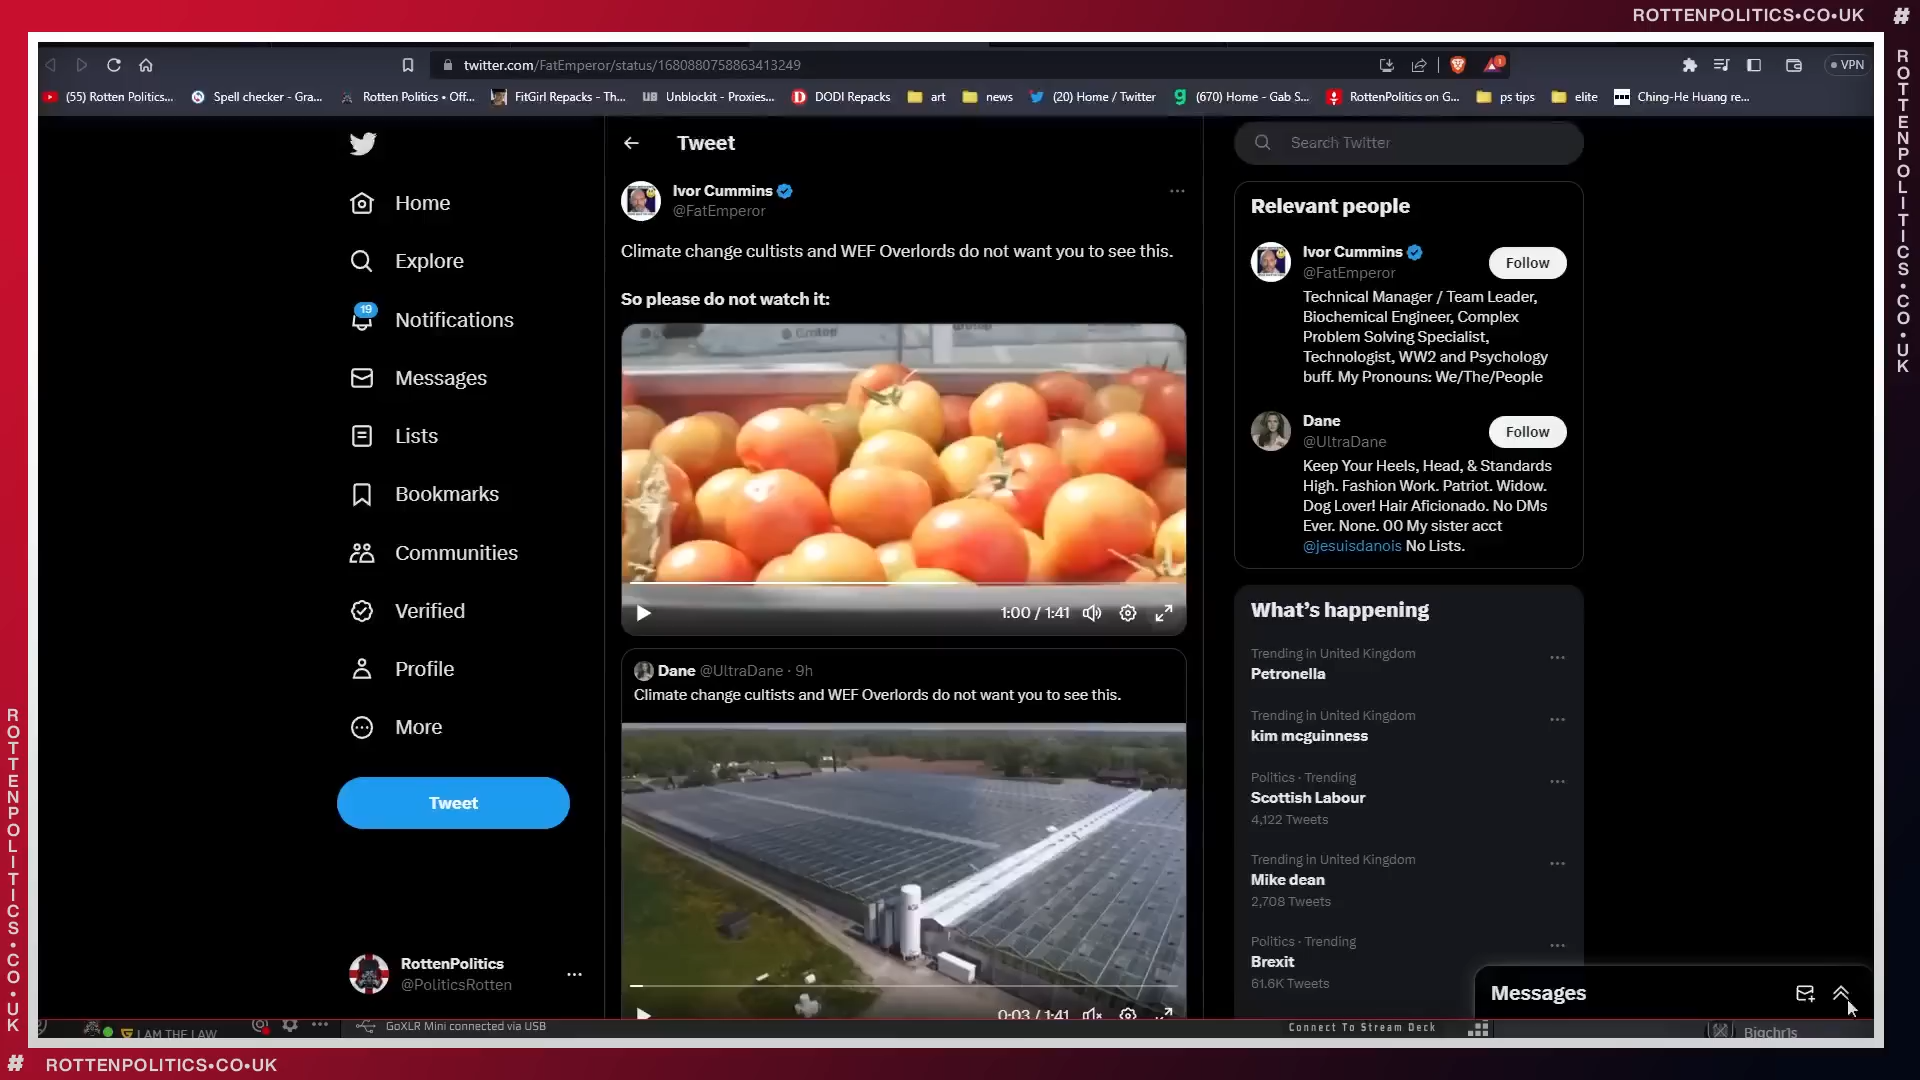 ROTTENPOLITICS•CO•UK #
ROTTENPOLITICS•CO•UK
twitter.com/FatEmperor/status/1680880758863413249
1
VPN
(55) Rotten Politics...
Spell checker - Gra...
Rotten Politics • Off...
FitGirl Repacks - Th...
UB Unblockit - Proxies...
DODI Repacks
art
news
(20) Home / Twitter
(670) Home - Gab S...
RottenPolitics on G...
ps tips
elite
Ching-He Huang re...
Home
Explore
19
Notifications
Messages
Lists
Bookmarks
Communities
Verified
Profile
More
Tweet
RottenPolitics
@PoliticsRotten
Tweet
Ivor Cummins
@FatEmperor
Climate change cultists and WEF Overlords do not want you to see this.
So please do not watch it:
1:00 / 1:41
Dane @UltraDane · 9h
Climate change cultists and WEF Overlords do not want you to see this.
0:03 / 1:41
Search Twitter
Relevant people
Ivor Cummins
@FatEmperor
Follow
Technical Manager / Team Leader,
Biochemical Engineer, Complex
Problem Solving Specialist,
Technologist, WW2 and Psychology
buff. My Pronouns: We/The/People
Dane
@UltraDane
Follow
Keep Your Heels, Head, & Standards
High. Fashion Work. Patriot. Widow.
Dog Lover! Hair Aficionado. No DMs
Ever. None. 00 My sister acct
@jesuisdanois No Lists.
What's happening
Trending in United Kingdom
Petronella
Trending in United Kingdom
kim mcguinness
Politics · Trending
Scottish Labour
4,122 Tweets
Trending in United Kingdom
Mike dean
2,708 Tweets
Politics · Trending
Brexit
61.6K Tweets
Messages
I AM THE LAW
GoXLR Mini connected via USB
Connect To Stream Deck
Bigchr1s
ROTTENPOLITICS•CO•UK
# ROTTENPOLITICS•CO•UK